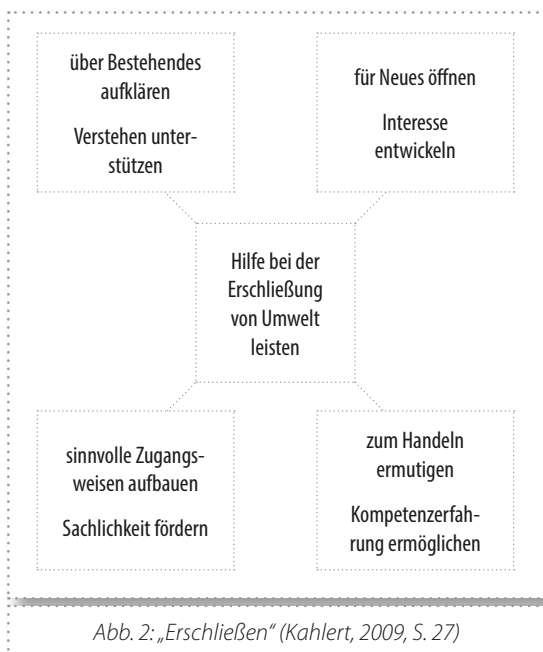 über Bestehendes
aufklären
Verstehen unter-
stützen
für Neues öffnen
Interesse
entwickeln
Hilfe bei der
Erschließung
von Umwelt
leisten
sinnvolle Zugangs-
weisen aufbauen
Sachlichkeit fördern
zum Handeln
ermutigen
Kompetenzerfah-
rung ermöglichen
Abb. 2: „Erschließen“ (Kahlert, 2009, S. 27)